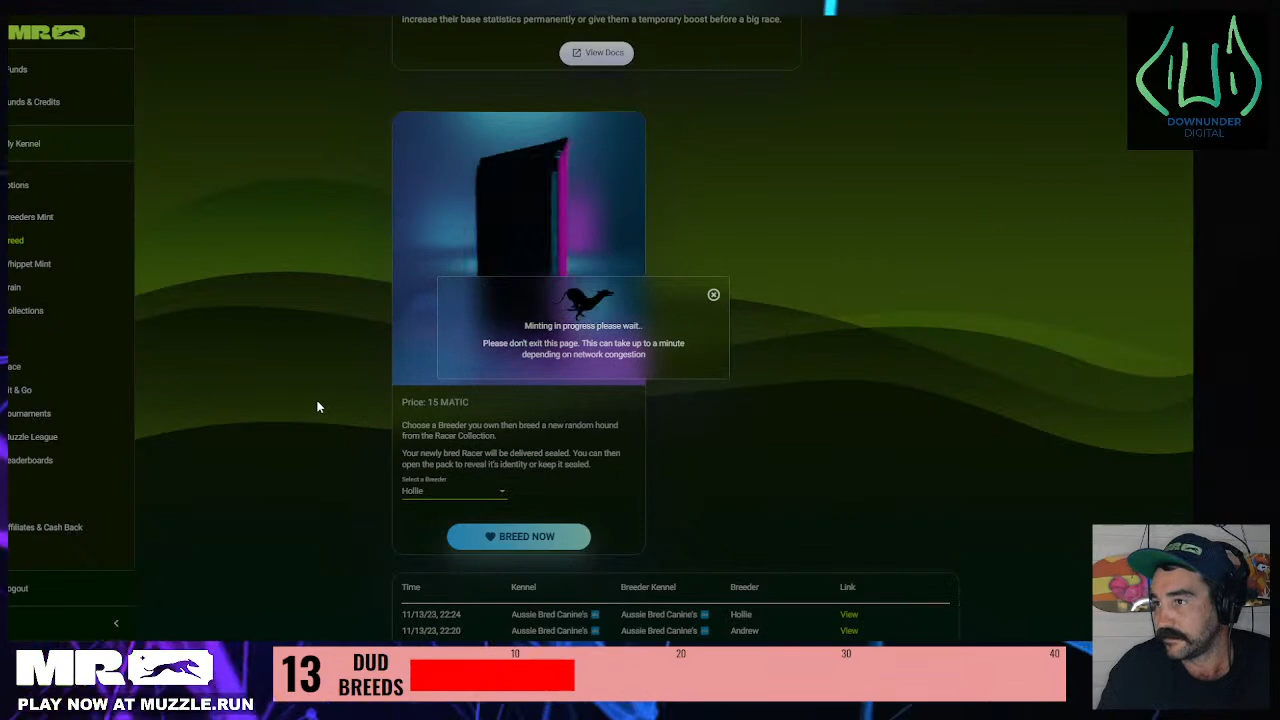 increase their base statistics permanently or give them a temporary boost before a big race.
View Docs
MR
Funds
unds & Credits
ly Kennel
ptions
reeders Mint
reed
Whippet Mint
rain
ollections
ace
it & Go
ournaments
uzzle League
eaderboards
ffiliates & Cash Back
ogout
DOWNUNDER
DIGITAL
Minting in progress please wait..
Please don't exit this page. This can take up to a minute
depending on network congestion
Price: 15 MATIC
Choose a Breeder you own then breed a new random hound
from the Racer Collection.
Your newly bred Racer will be delivered sealed. You can then
open the pack to reveal it's identity or keep it sealed.
Select a Breeder
Hollie
BREED NOW
Time Kennel Breeder Kennel Breeder Link
11/13/23, 22:24 Aussie Bred Canine's Aussie Bred Canine's Hollie View
11/13/23, 22:20 Aussie Bred Canine's Aussie Bred Canine's Andrew View
MR
PLAY NOW AT MUZZLE.RUN
13 DUD
BREEDS
10 20 30 40